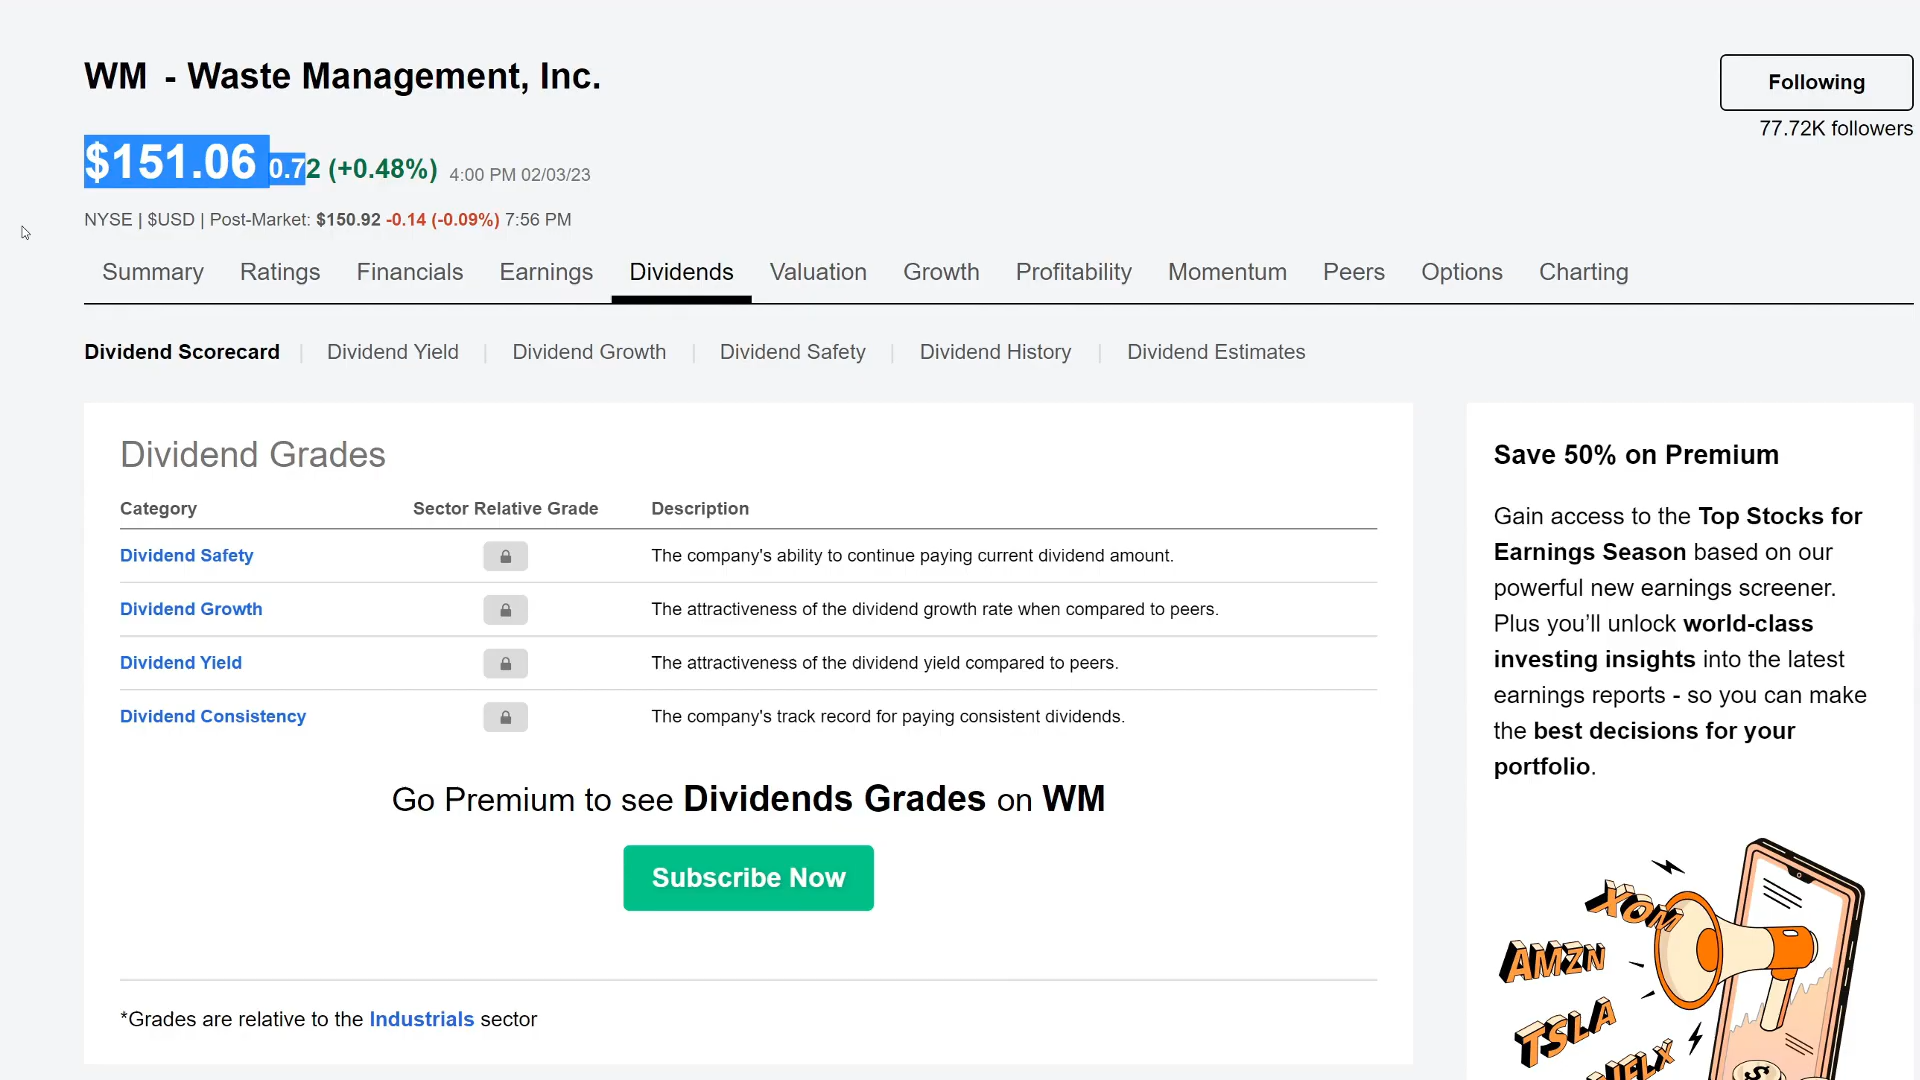 WM - Waste Management, Inc.
Following
77.72K followers
$151.06 0.72 (+0.48%) 4:00 PM 02/03/23
NYSE | $USD | Post-Market: $150.92 -0.14 (-0.09%) 7:56 PM
Summary Ratings Financials Earnings Dividends Valuation Growth Profitability Momentum Peers Options Charting
Dividend Scorecard | Dividend Yield | Dividend Growth | Dividend Safety | Dividend History | Dividend Estimates
Dividend Grades
Category Sector Relative Grade Description
Dividend Safety The company's ability to continue paying current dividend amount.
Dividend Growth The attractiveness of the dividend growth rate when compared to peers.
Dividend Yield The attractiveness of the dividend yield compared to peers.
Dividend Consistency The company's track record for paying consistent dividends.
Go Premium to see Dividends Grades on WM
Subscribe Now
*Grades are relative to the Industrials sector
Save 50% on Premium
Gain access to the Top Stocks for
Earnings Season based on our
powerful new earnings screener.
Plus you’ll unlock world-class
investing insights into the latest
earnings reports - so you can make
the best decisions for your
portfolio.
XOM
AMZN
TSLA
NFLX
$